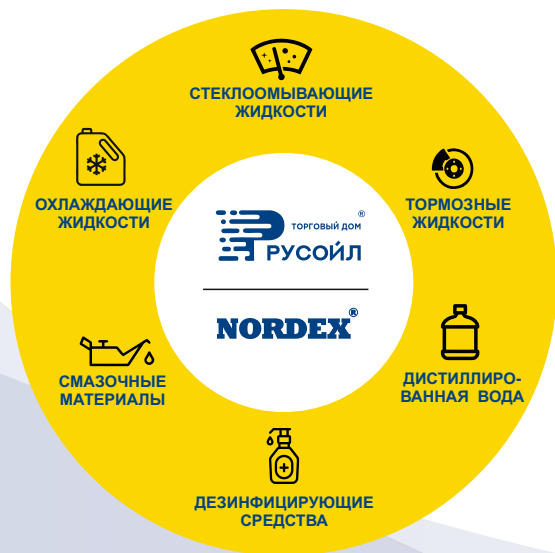 СТЕКЛООМЫВАЮЩИЕ
ЖИДКОСТИ
ОХЛАЖДАЮЩИЕ
ЖИДКОСТИ
ТОРМОЗНЫЕ
ЖИДКОСТИ
ТОРГОВЫЙ ДОМ ®
РУСОЙЛ
NORDEX®
СМАЗОЧНЫЕ
МАТЕРИАЛЫ
ДИСТИЛЛИРО-
ВАННАЯ ВОДА
ДЕЗИНФИЦИРУЮЩИЕ
СРЕДСТВА